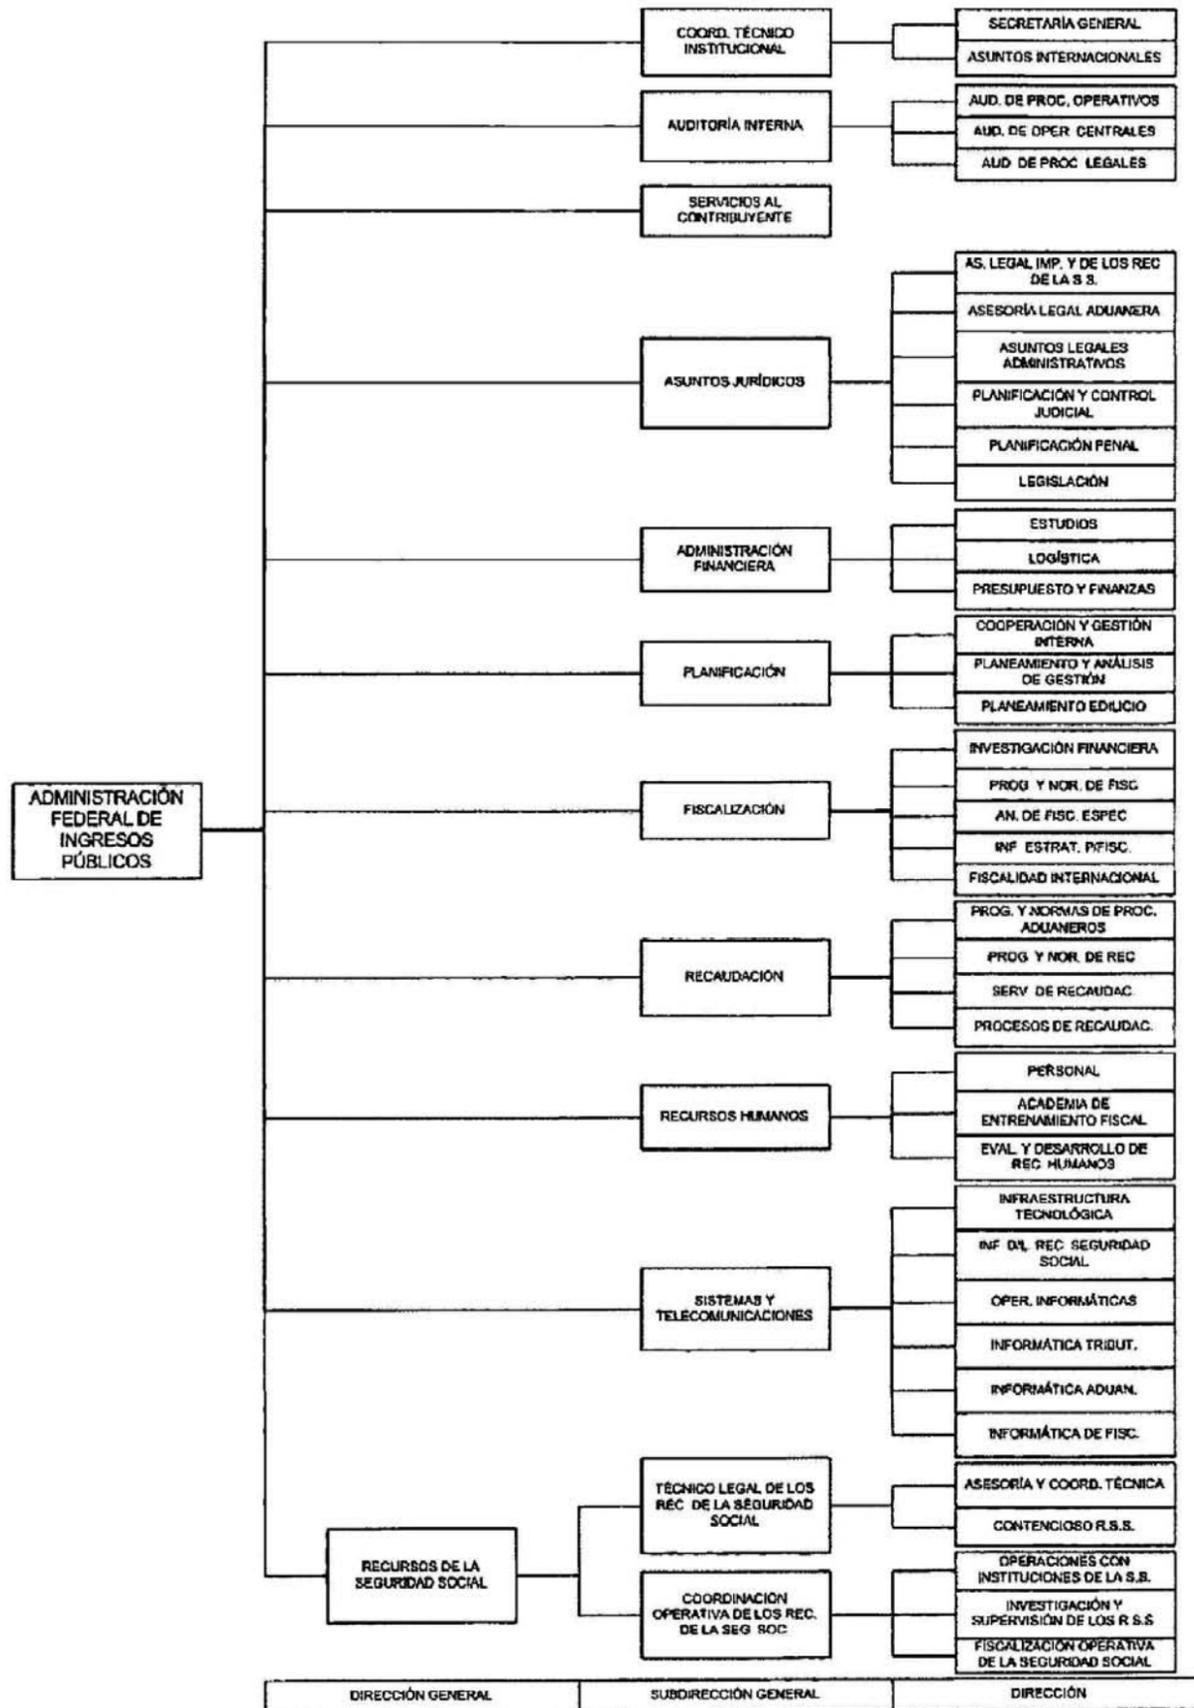 COORD. TÉCNICO
INSTITUCIONAL
SECRETARÍA GENERAL
ASUNTOS INTERNACIONALES
AUDITORÍA INTERNA
AUD. DE PROC. OPERATIVOS
AUD. DE OPER CENTRALES
AUD DE PROC LEGALES
SERVICIOS AL
CONTRIBUYENTE
ASUNTOS JURÍDICOS
AS. LEGAL IMP. Y DE LOS REC
DE LA S S.
ASESORÍA LEGAL ADUANERA
ASUNTOS LEGALES
ADMINISTRATIVOS
PLANIFICACIÓN Y CONTROL
JUDICIAL
PLANIFICACIÓN PENAL
LEGISLACIÓN
ADMINISTRACIÓN
FINANCIERA
ESTUDIOS
LOGÍSTICA
PRESUPUESTO Y FINANZAS
PLANIFICACIÓN
COOPERACIÓN Y GESTIÓN
INTERNA
PLANEAMIENTO Y ANÁLISIS
DE GESTIÓN
PLANEAMIENTO EDILICIO
ADMINISTRACIÓN
FEDERAL DE
INGRESOS
PÚBLICOS
FISCALIZACIÓN
INVESTIGACIÓN FINANCIERA
PROG Y NOR. DE FISC
AN. DE FISC. ESPEC
INF ESTRAT. P/FISC.
FISCALIDAD INTERNACIONAL
RECAUDACIÓN
PROG. Y NORMAS DE PROC.
ADUANEROS
PROG Y NOR. DE REC
SERV DE RECAUDAC
PROCESOS DE RECAUDAC.
RECURSOS HUMANOS
PERSONAL
ACADEMIA DE
ENTRENAMIENTO FISCAL
EVAL Y DESARROLLO DE
REC HUMANOS
SISTEMAS Y
TELECOMUNICACIONES
INFRAESTRUCTURA
TECNOLÓGICA
INF D/L REC SEGURIDAD
SOCIAL
OPER. INFORMÁTICAS
INFORMÁTICA TRIBUT.
INFORMÁTICA ADUAN.
INFORMÁTICA DE FISC.
RECURSOS DE LA
SEGURIDAD SOCIAL
TÉCNICO LEGAL DE LOS
REC DE LA SEGURIDAD
SOCIAL
ASESORÍA Y COORD. TÉCNICA
CONTENCIOSO R.S.S.
COORDINACION
OPERATIVA DE LOS REC.
DE LA SEG SOC
OPERACIONES CON
INSTITUCIONES DE LA S.S.
INVESTIGACIÓN Y
SUPERVISIÓN DE LOS R S.S
FISCALIZACIÓN OPERATIVA
DE LA SEGURIDAD SOCIAL
DIRECCIÓN GENERAL
SUBDIRECCIÓN GENERAL
DIRECCIÓN